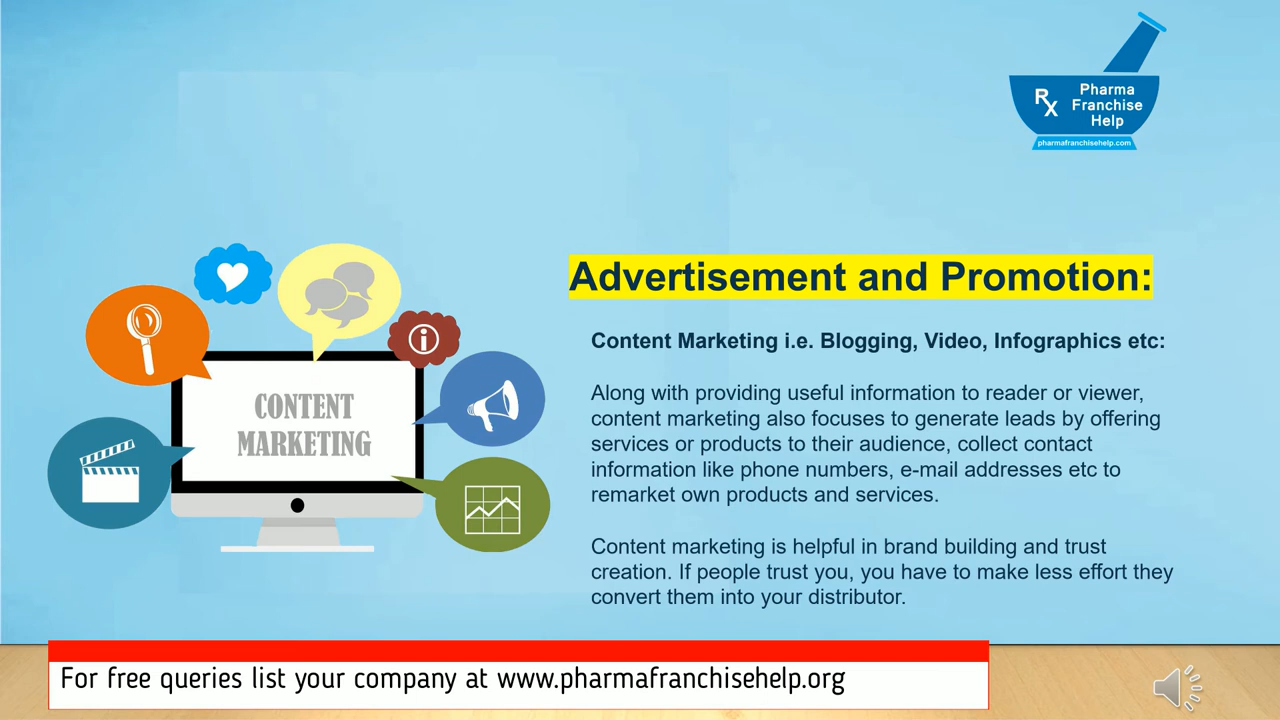 Rx
Pharma
Franchise
Help
pharmafranchisehelp.com
Advertisement and Promotion:
Content Marketing i.e. Blogging, Video, Infographics etc:
Along with providing useful information to reader or viewer,
content marketing also focuses to generate leads by offering
services or products to their audience, collect contact
information like phone numbers, e-mail addresses etc to
remarket own products and services.
Content marketing is helpful in brand building and trust
creation. If people trust you, you have to make less effort they
convert them into your distributor.
CONTENT
MARKETING
For free queries list your company at www.pharmafranchisehelp.org